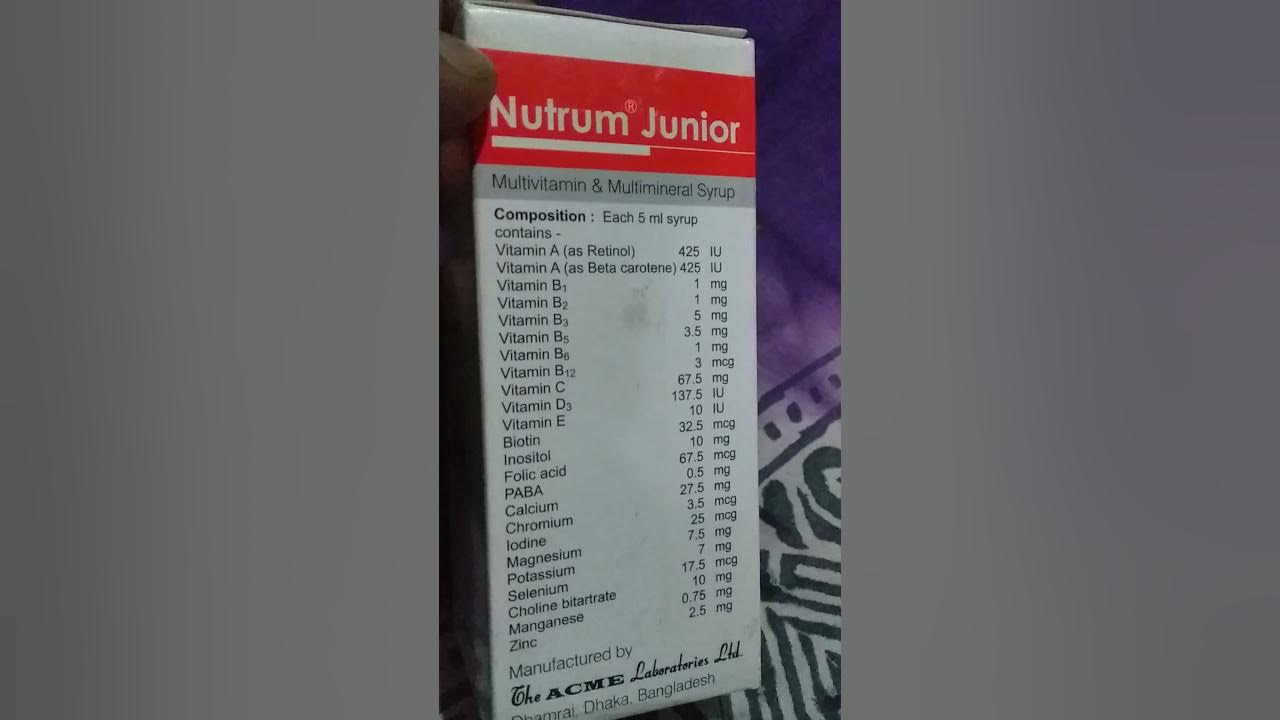 Nutrum® Junior
Multivitamin & Multimineral Syrup
Composition : Each 5 ml syrup
contains -
Vitamin A (as Retinol) 425 IU
Vitamin A (as Beta carotene) 425 IU
Vitamin B1 1 mg
Vitamin B2 1 mg
Vitamin B3 5 mg
Vitamin B5 3.5 mg
Vitamin B6 1 mg
Vitamin B12 3 mcg
Vitamin C 67.5 mg
Vitamin D3 137.5 IU
Vitamin E 10 IU
Biotin 32.5 mcg
Inositol 10 mg
Folic acid 67.5 mcg
PABA 0.5 mg
Calcium 27.5 mg
Chromium 3.5 mcg
Iodine 25 mcg
Magnesium 7.5 mg
Potassium 7 mg
Selenium 17.5 mcg
Choline bitartrate 10 mg
Manganese 0.75 mg
Zinc 2.5 mg
Manufactured by
The ACME Laboratories Ltd.
Dhamrai, Dhaka, Bangladesh